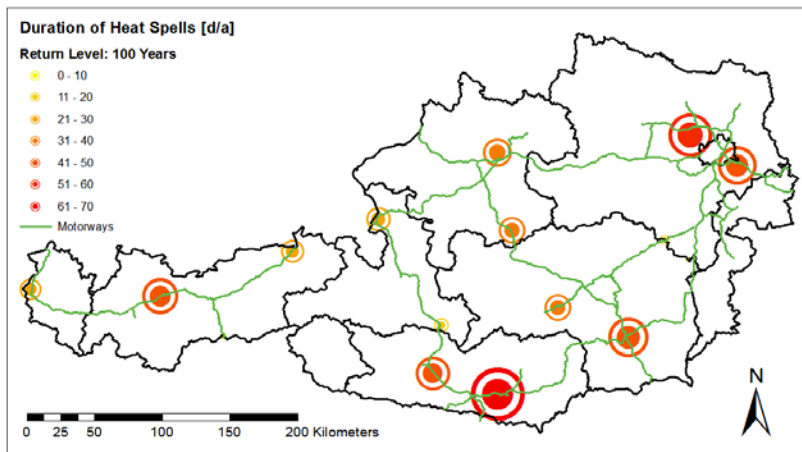 Duration of Heat Spells [d/a]
Return Level: 100 Years
0 - 10
11 - 20
21 - 30
31 - 40
41 - 50
51 - 60
61 - 70
Motorways
N
0 25 50 100 150 200 Kilometers